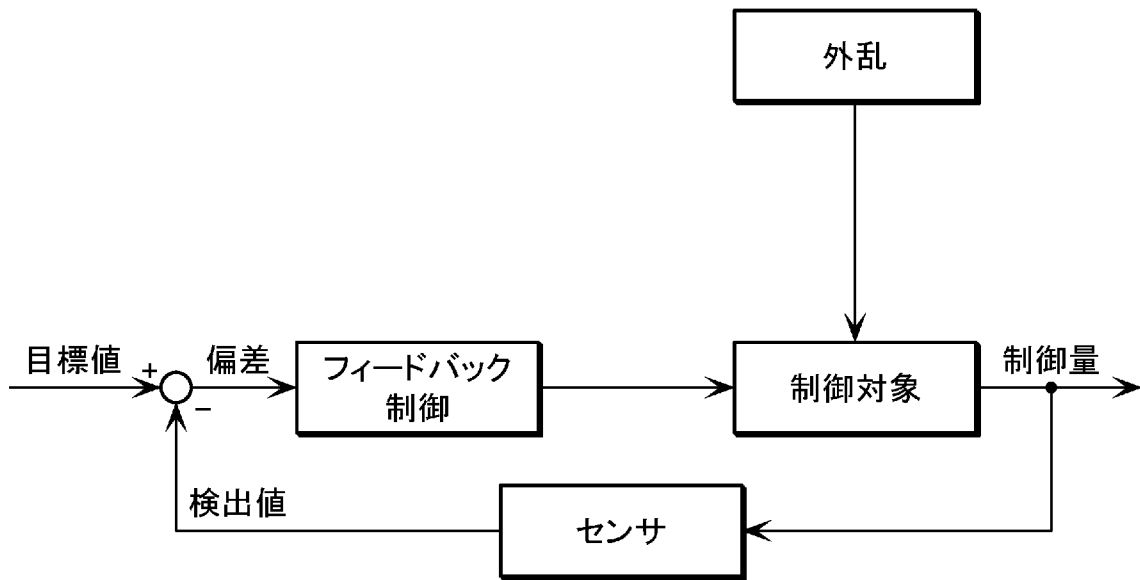 外乱
目標値
+
−
偏差
フィードバック
制御
制御対象
制御量
検出値
センサ